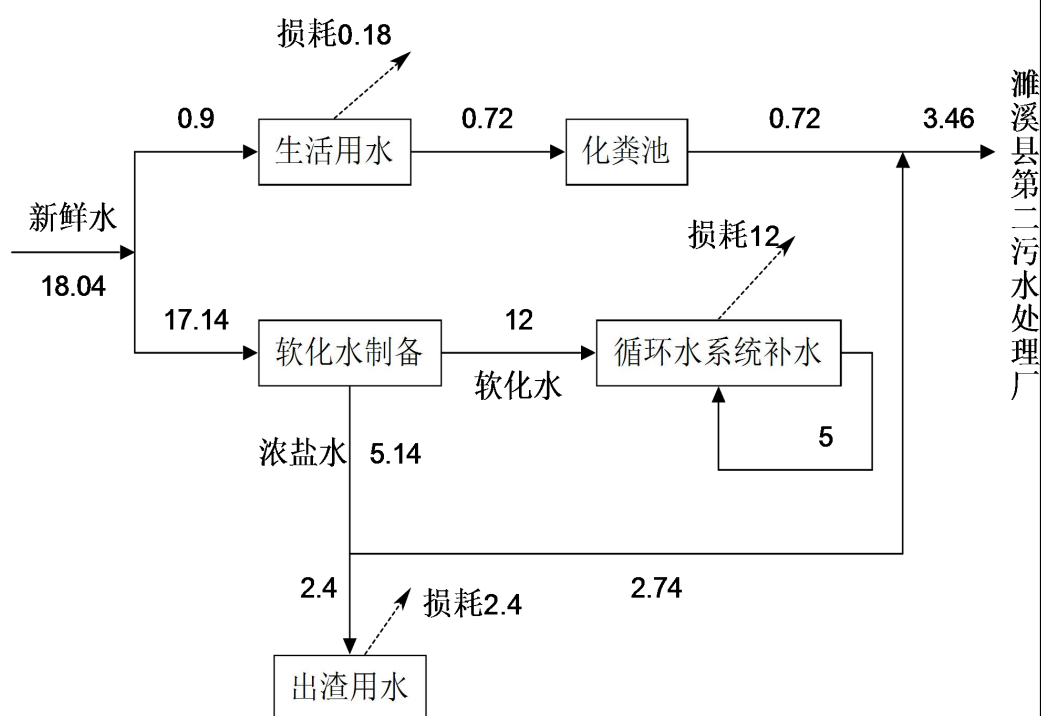 损耗0.18
0.9
生活用水
0.72
化粪池
0.72
3.46
濉溪县第二污水处理厂
新鲜水
18.04
损耗12
17.14
软化水制备
12
软化水
循环水系统补水
5
浓盐水
5.14
2.4
损耗2.4
2.74
出渣用水